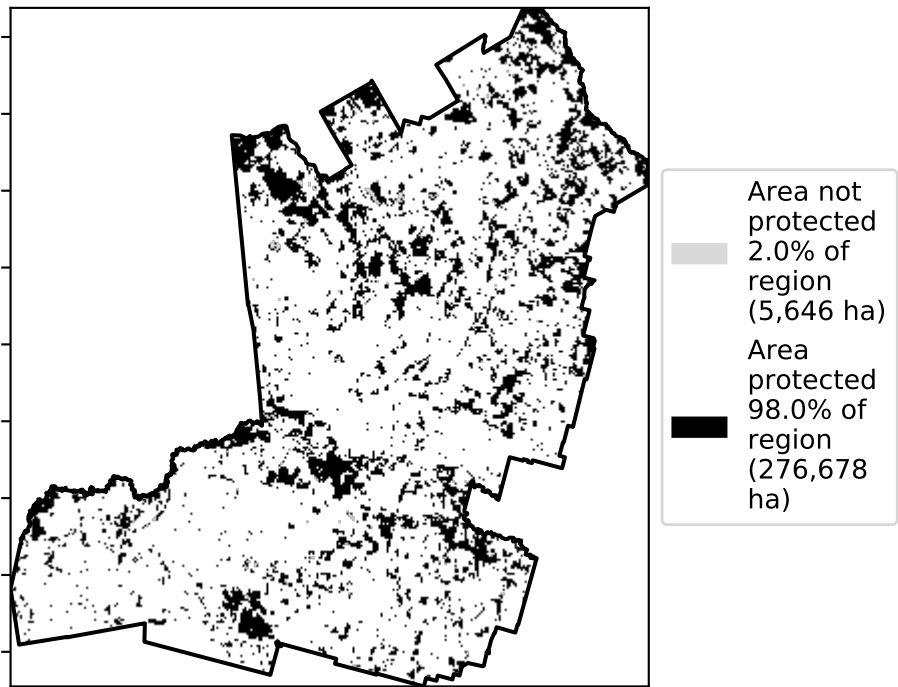 Area not
protected
2.0% of
region
(5,646 ha)
Area
protected
98.0% of
region
(276,678
ha)